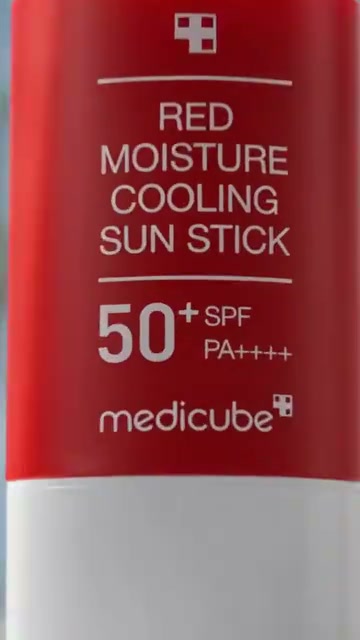 RED
MOISTURE
COOLING
SUN STICK
50+ SPF
PA++++
medicube